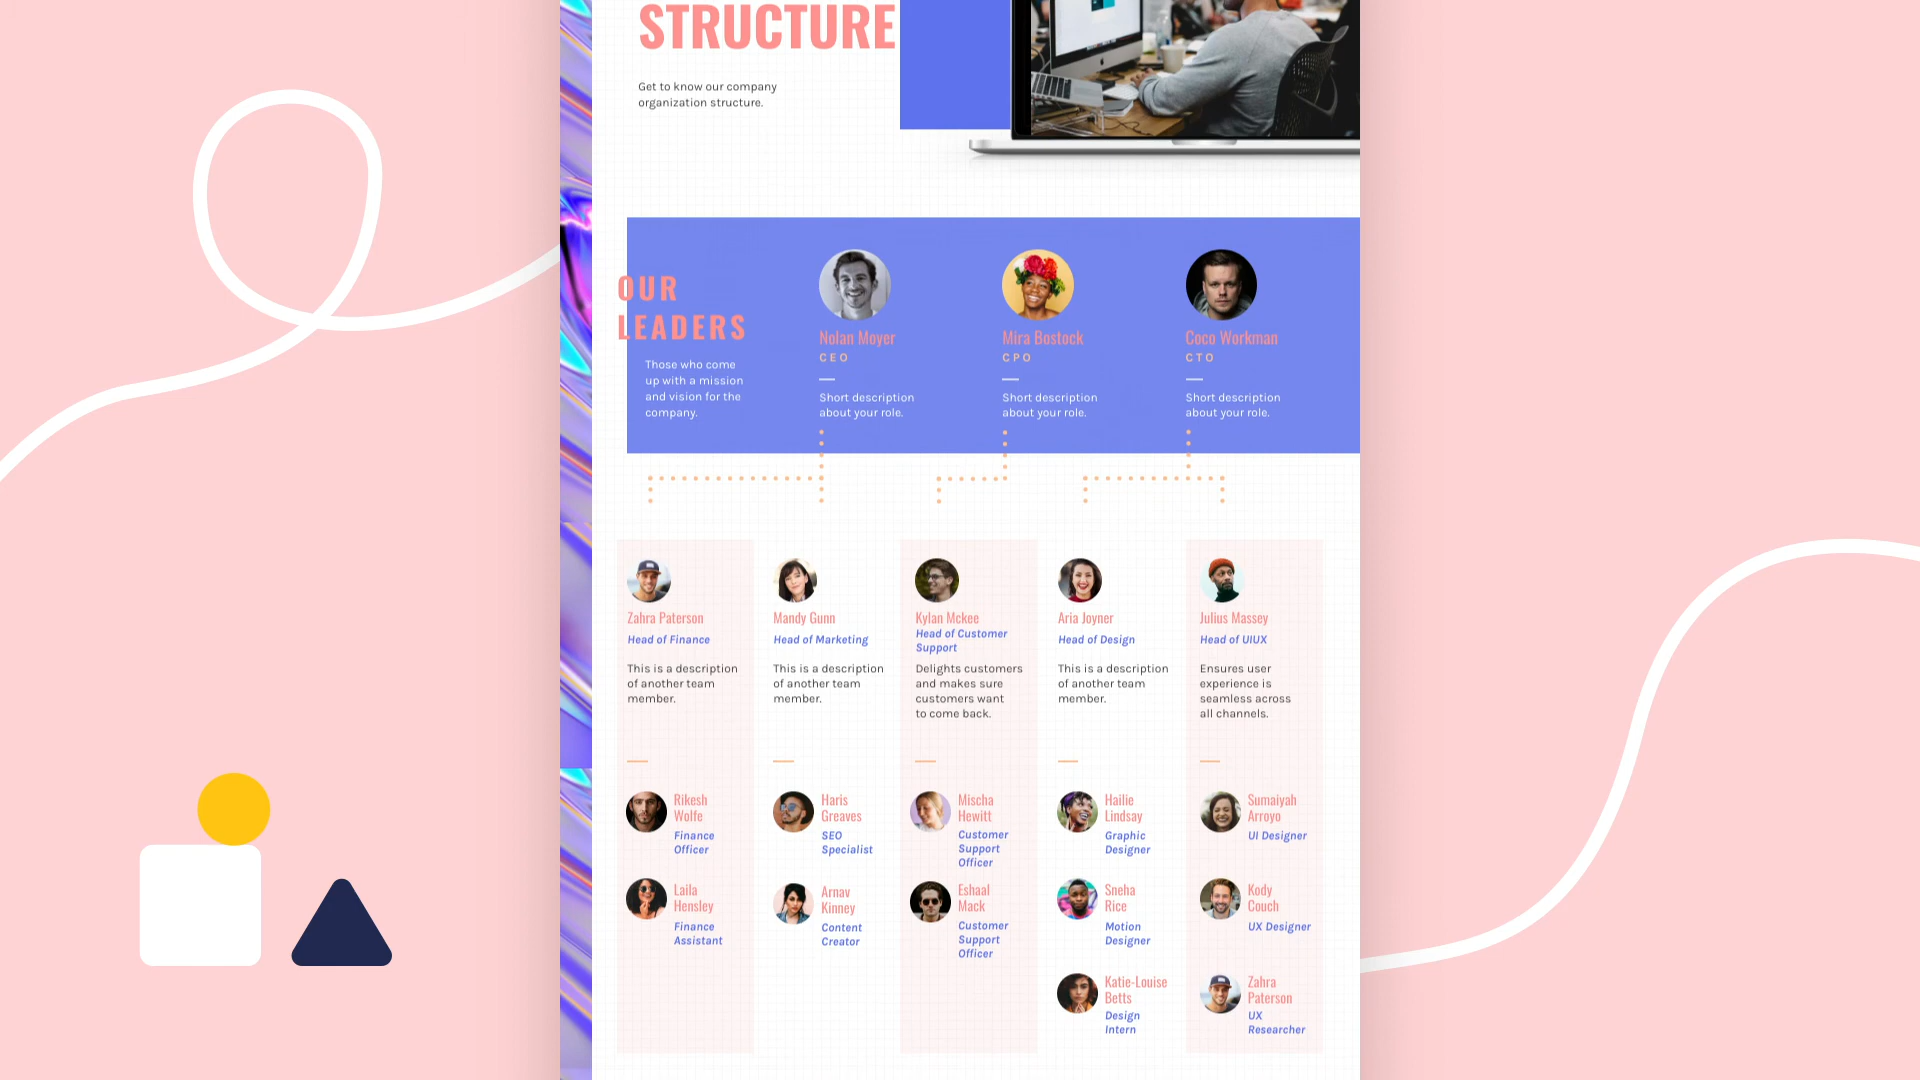 STRUCTURE
Get to know our company
organization structure.
OUR
LEADERS
Those who come
up with a mission
and vision for the
company.
Nolan Moyer
CEO
Short description
about your role.
Mira Bostock
CPO
Short description
about your role.
Coco Workman
CTO
Short description
about your role.
Zahra Paterson
Head of Finance
This is a description
of another team
member.
Mandy Gunn
Head of Marketing
This is a description
of another team
member.
Kylan Mckee
Head of Customer
Support
Delights customers
and makes sure
customers want
to come back.
Aria Joyner
Head of Design
This is a description
of another team
member.
Julius Massey
Head of UIUX
Ensures user
experience is
seamless across
all channels.
Rikesh
Wolfe
Finance
Officer
Laila
Hensley
Finance
Assistant
Haris
Greaves
SEO
Specialist
Arnav
Kinney
Content
Creator
Mischa
Hewitt
Customer
Support
Officer
Eshaal
Mack
Customer
Support
Officer
Hailie
Lindsay
Graphic
Designer
Sneha
Rice
Motion
Designer
Katie-Louise
Betts
Design
Intern
Sumaiyah
Arroyo
UI Designer
Kody
Couch
UX Designer
Zahra
Paterson
UX
Researcher